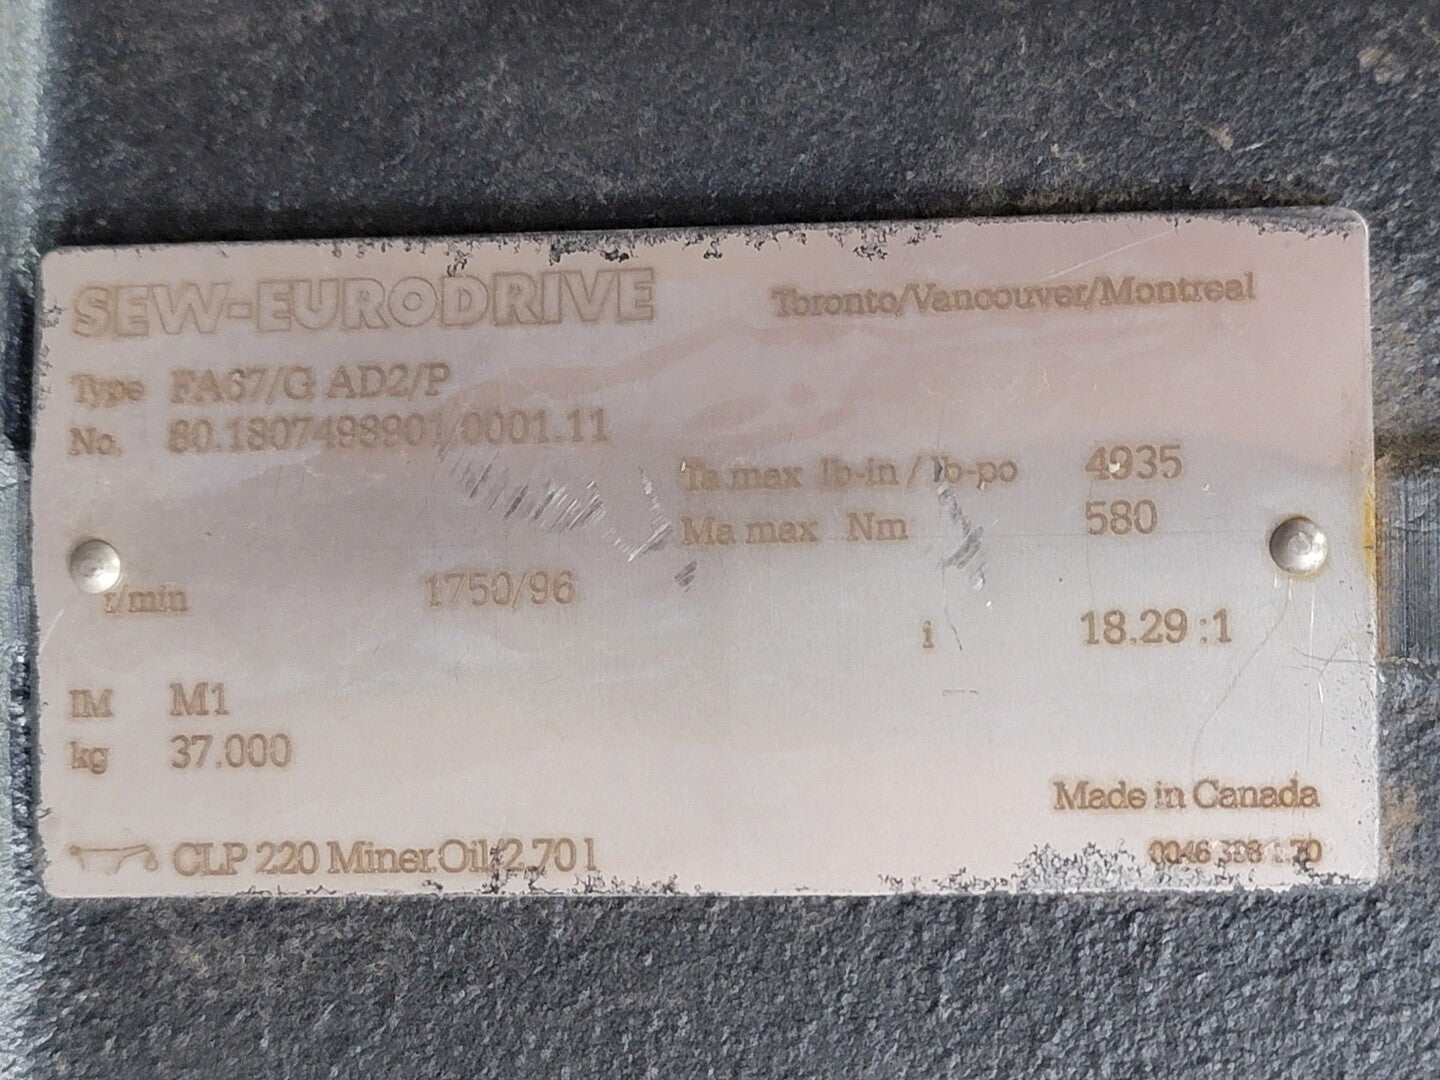 SEW-EURODRIVE
Toronto/Vancouver/Montreal
Type FA67/G AD2/P
No. 80.1807498901.0001.11
Ta max lb-in / lb-po 4935
Ma max Nm 580
r/min 1750/96
i 18.29 :1
IM M1
kg 37.000
Made in Canada
CLP 220 Miner.Oil/2.70 l
0046